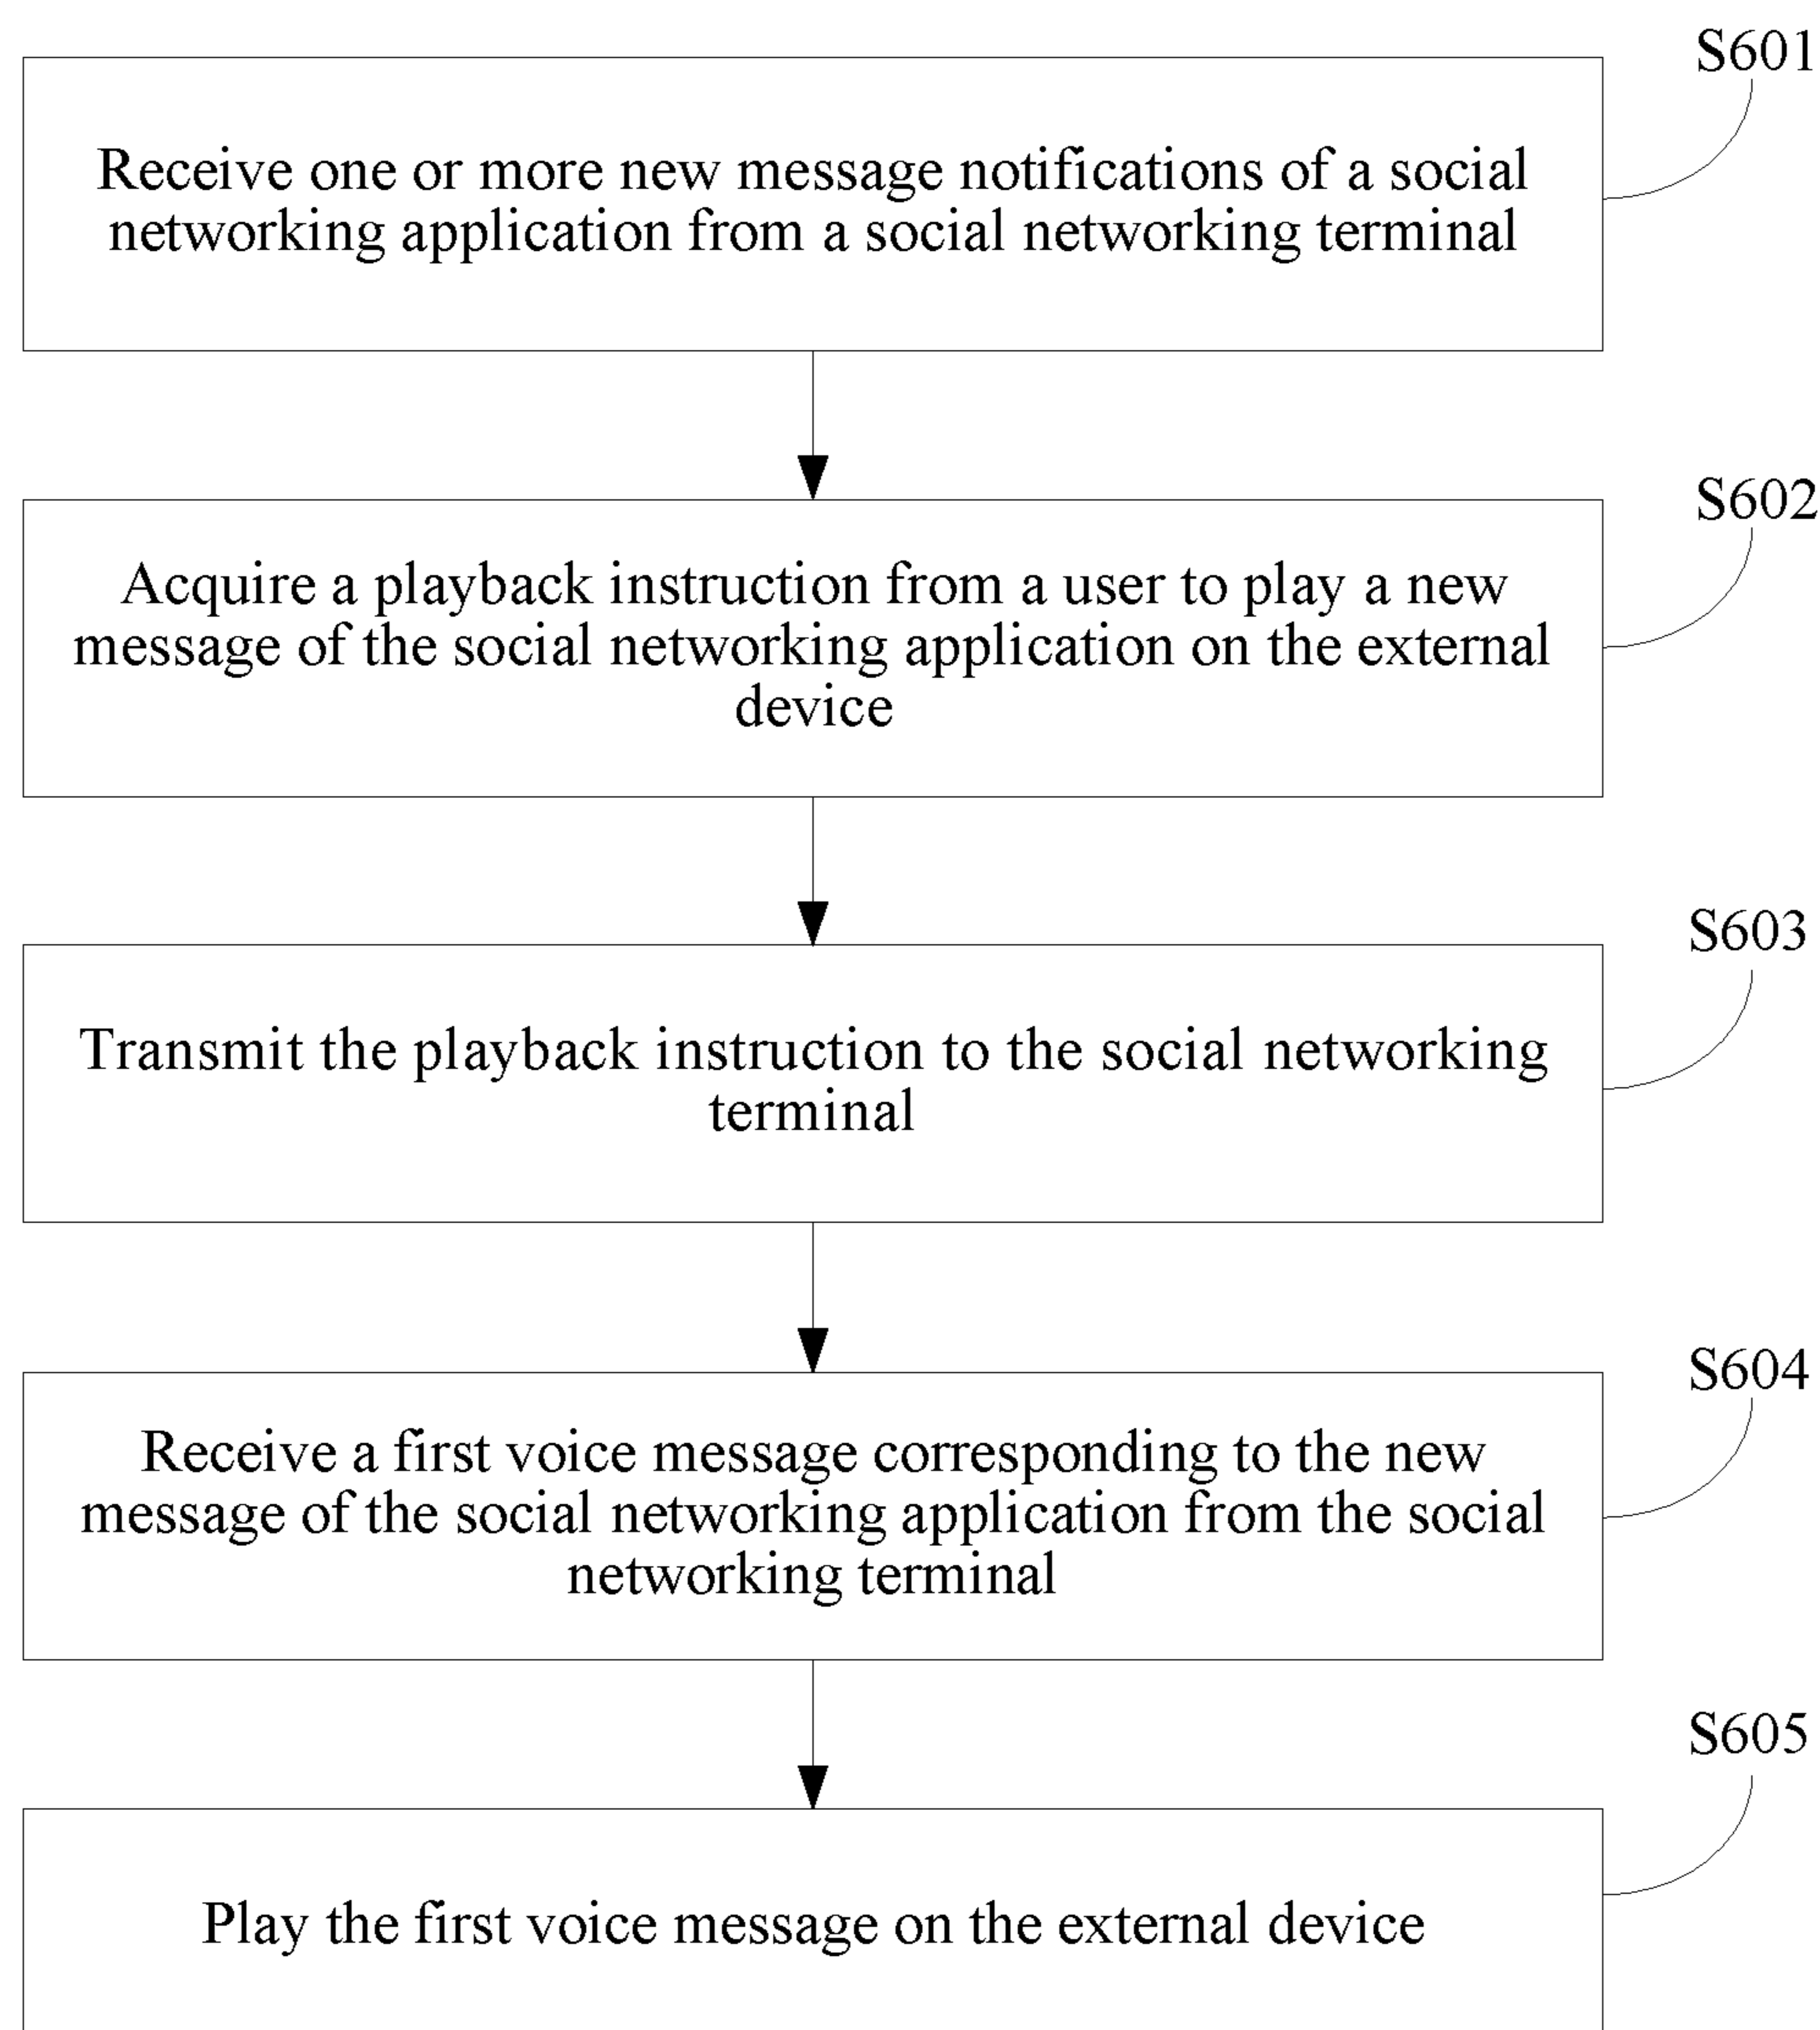 S601
Receive one or more new message notifications of a social
networking application from a social networking terminal
S602
Acquire a playback instruction from a user to play a new
message of the social networking application on the external
device
S603
Transmit the playback instruction to the social networking
terminal
S604
Receive a first voice message corresponding to the new
message of the social networking application from the social
networking terminal
S605
Play the first voice message on the external device